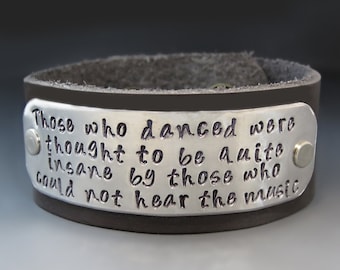 Those who danced were
thought to be quite
insane by those who
could not hear the music